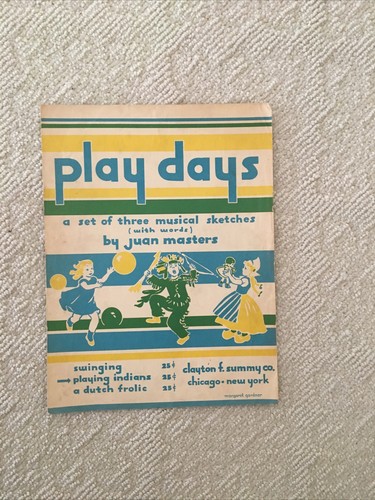 play days
a set of three musical sketches
(with words)
by juan masters
swinging 25¢
→ playing indians 25¢
a dutch frolic 25¢
clayton f. summy co.
chicago · new york
margaret gardner